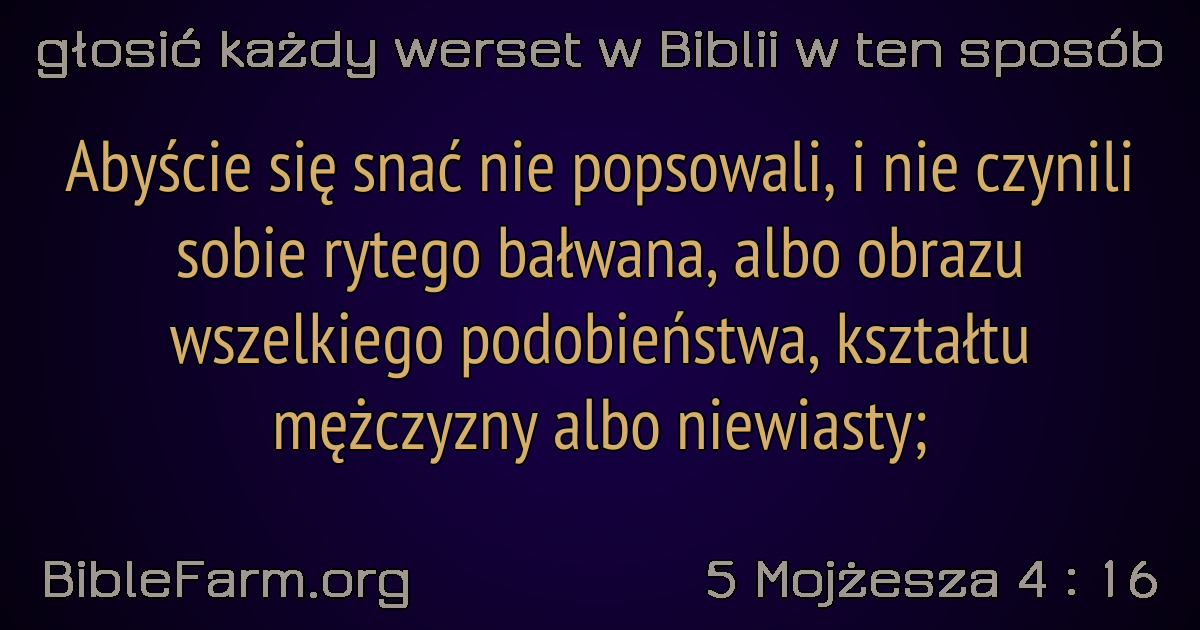 głosić każdy werset w Biblii w ten sposób
Abyście się snać nie popsowali, i nie czynili
sobie rytego bałwana, albo obrazu
wszelkiego podobieństwa, kształtu
mężczyzny albo niewiasty;
BibleFarm.org
5 Mojżesza 4 : 16